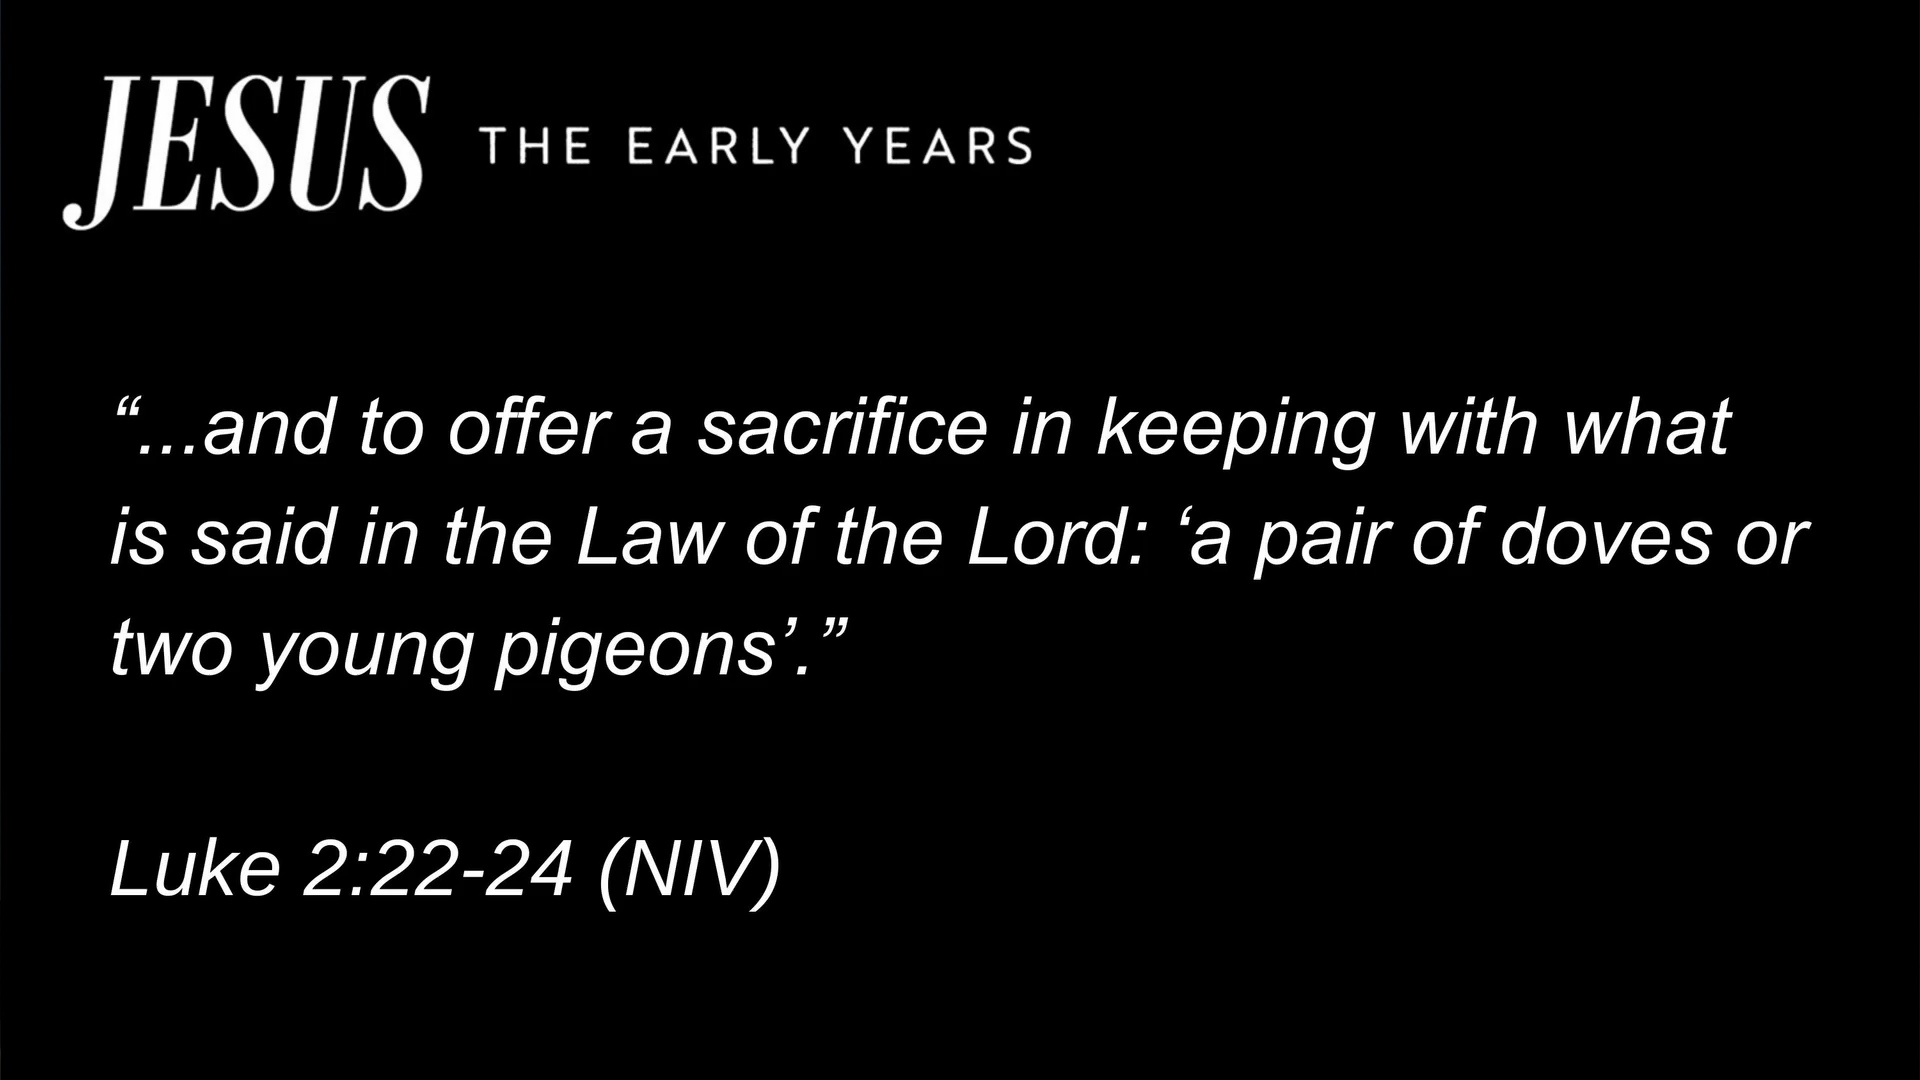 JESUS THE EARLY YEARS
“...and to offer a sacrifice in keeping with what
is said in the Law of the Lord: ‘a pair of doves or
two young pigeons’.”
Luke 2:22-24 (NIV)